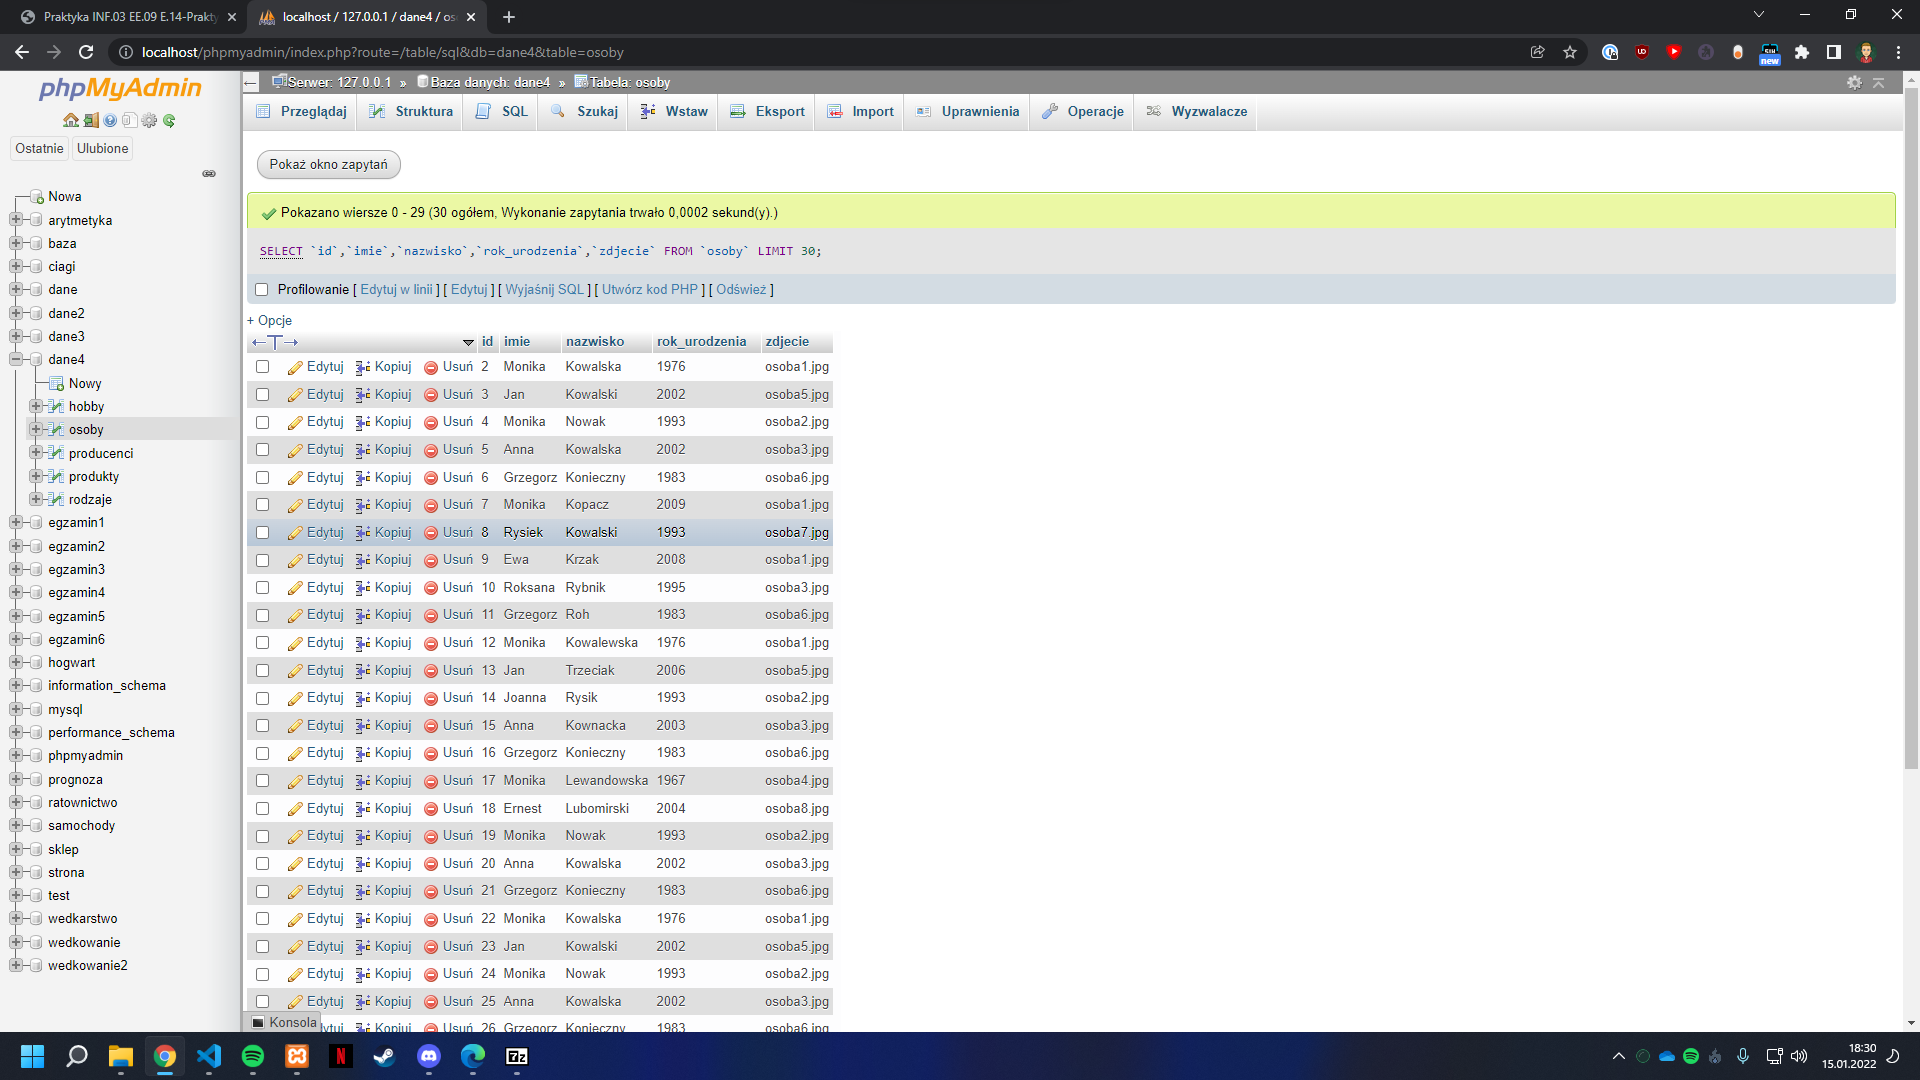 Praktyka INF.03 EE.09 E.14-Prakty
localhost / 127.0.0.1 / dane4 / os
localhost/phpmyadmin/index.php?route=/table/sql&db=dane4&table=osoby
new
phpMyAdmin
Ostatnie Ulubione
Nowa
arytmetyka
baza
ciagi
dane
dane2
dane3
dane4
Nowy
hobby
osoby
producenci
produkty
rodzaje
egzamin1
egzamin2
egzamin3
egzamin4
egzamin5
egzamin6
hogwart
information_schema
mysql
performance_schema
phpmyadmin
prognoza
ratownictwo
samochody
sklep
strona
test
wedkarstwo
wedkowanie
wedkowanie2
Serwer: 127.0.0.1 » Baza danych: dane4 » Tabela: osoby
Przeglądaj Struktura SQL Szukaj Wstaw Eksport Import Uprawnienia Operacje Wyzwalacze
Pokaż okno zapytań
Pokazano wiersze 0 - 29 (30 ogółem, Wykonanie zapytania trwało 0,0002 sekund(y).)
SELECT `id`,`imie`,`nazwisko`,`rok_urodzenia`,`zdjecie` FROM `osoby` LIMIT 30;
Profilowanie [ Edytuj w linii ] [ Edytuj ] [ Wyjaśnij SQL ] [ Utwórz kod PHP ] [ Odśwież ]
+ Opcje
←T→ id imie nazwisko rok_urodzenia zdjecie
Edytuj Kopiuj Usuń 2 Monika Kowalska 1976 osoba1.jpg
Edytuj Kopiuj Usuń 3 Jan Kowalski 2002 osoba5.jpg
Edytuj Kopiuj Usuń 4 Monika Nowak 1993 osoba2.jpg
Edytuj Kopiuj Usuń 5 Anna Kowalska 2002 osoba3.jpg
Edytuj Kopiuj Usuń 6 Grzegorz Konieczny 1983 osoba6.jpg
Edytuj Kopiuj Usuń 7 Monika Kopacz 2009 osoba1.jpg
Edytuj Kopiuj Usuń 8 Rysiek Kowalski 1993 osoba7.jpg
Edytuj Kopiuj Usuń 9 Ewa Krzak 2008 osoba1.jpg
Edytuj Kopiuj Usuń 10 Roksana Rybnik 1995 osoba3.jpg
Edytuj Kopiuj Usuń 11 Grzegorz Roh 1983 osoba6.jpg
Edytuj Kopiuj Usuń 12 Monika Kowalewska 1976 osoba1.jpg
Edytuj Kopiuj Usuń 13 Jan Trzeciak 2006 osoba5.jpg
Edytuj Kopiuj Usuń 14 Joanna Rysik 1993 osoba2.jpg
Edytuj Kopiuj Usuń 15 Anna Kownacka 2003 osoba3.jpg
Edytuj Kopiuj Usuń 16 Grzegorz Konieczny 1983 osoba6.jpg
Edytuj Kopiuj Usuń 17 Monika Lewandowska 1967 osoba4.jpg
Edytuj Kopiuj Usuń 18 Ernest Lubomirski 2004 osoba8.jpg
Edytuj Kopiuj Usuń 19 Monika Nowak 1993 osoba2.jpg
Edytuj Kopiuj Usuń 20 Anna Kowalska 2002 osoba3.jpg
Edytuj Kopiuj Usuń 21 Grzegorz Konieczny 1983 osoba6.jpg
Edytuj Kopiuj Usuń 22 Monika Kowalska 1976 osoba1.jpg
Edytuj Kopiuj Usuń 23 Jan Kowalski 2002 osoba5.jpg
Edytuj Kopiuj Usuń 24 Monika Nowak 1993 osoba2.jpg
Edytuj Kopiuj Usuń 25 Anna Kowalska 2002 osoba3.jpg
Edytuj Kopiuj Usuń 26 Grzegorz Konieczny 1983 osoba6.jpg
Konsola
7z
18:30
15.01.2022